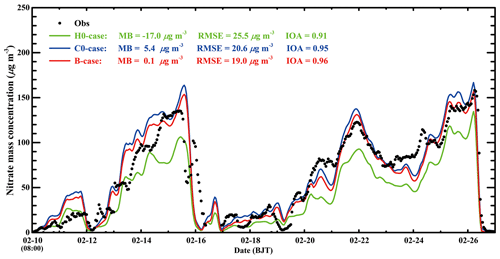 Obs
H0-case: MB = -17.0 μg m⁻³ RMSE = 25.5 μg m⁻³ IOA = 0.91
C0-case: MB = 5.4 μg m⁻³ RMSE = 20.6 μg m⁻³ IOA = 0.95
B-case: MB = 0.1 μg m⁻³ RMSE = 19.0 μg m⁻³ IOA = 0.96
Nitrate mass concentration (μg m⁻³)
250
200
150
100
50
0
02-10 02-12 02-14 02-16 02-18 02-20 02-22 02-24 02-26
(08:00)
Date (BJT)